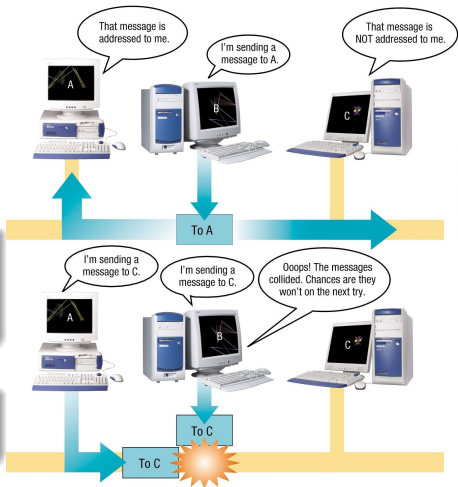 That message is
addressed to me.
I'm sending a
message to A.
That message is
NOT addressed to me.
A
B
C
To A
I'm sending a
message to C.
I'm sending a
message to C.
Ooops! The messages
collided. Chances are they
won't on the next try.
A
B
C
To C
To C